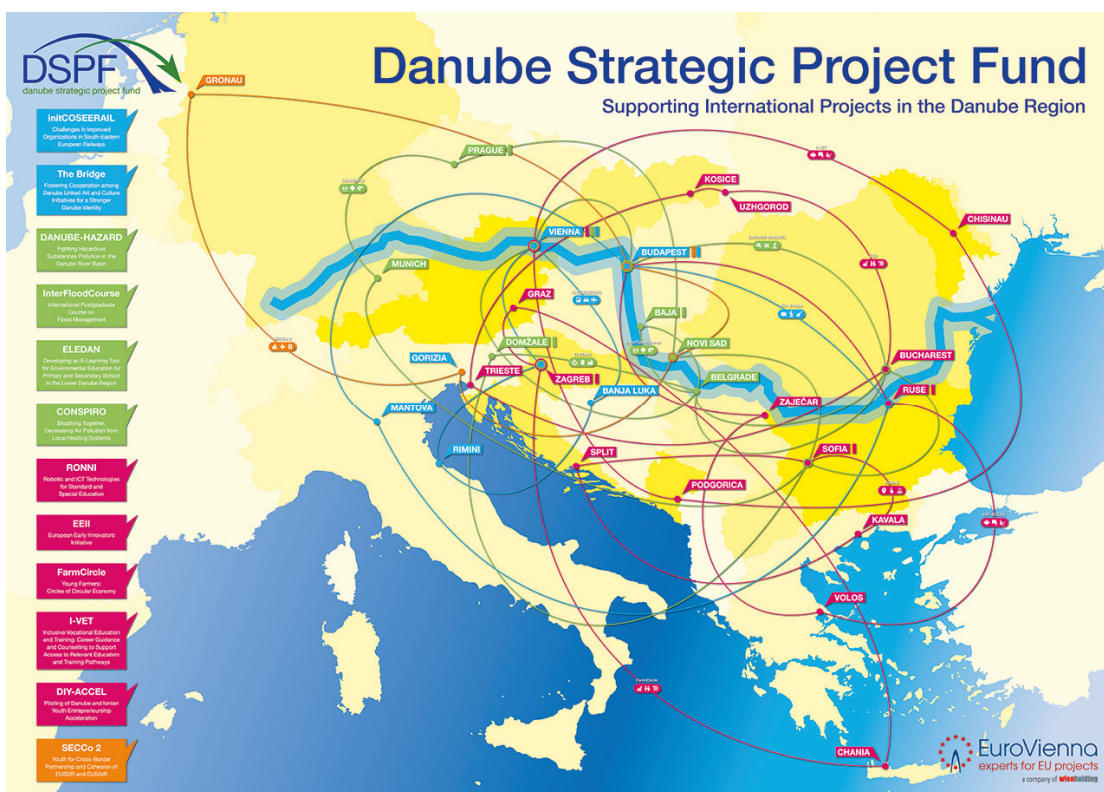 DSPF
danube strategic project fund
Danube Strategic Project Fund
Supporting International Projects in the Danube Region
initCOSEERAIL
Challenges in Improved
Organizations in South-Eastern
European Railways
The Bridge
Fostering Cooperation among
Danube Linked Art and Culture
Initiatives for a Stronger
Danube Identity
DANUBE-HAZARD
Fighting Hazardous
Substances Pollution in the
Danube River Basin
InterFloodCourse
International Postgraduate
Course on
Flood Management
ELEDAN
Developing an E-Learning Tool
for Environmental Education for
Primary and Secondary School
in the Lower Danube Region
CONSPIRO
Breathing Together:
Decreasing Air Pollution from
Local Heating Systems
RONNI
Robotic and ICT Technologies
for Standard and
Special Education
EEII
European Early Innovators
Initiative
FarmCircle
Young Farmers:
Circles of Circular Economy
I-VET
Inclusive Vocational Education
and Training: Career Guidance
and Counselling to Support
Access to Relevant Education
and Training Pathways
DIY-ACCEL
Piloting of Danube and Ionian
Youth Entrepreneurship
Acceleration
SECCo 2
Youth for Cross-Border
Partnership and Cohesion of
EUSDR and EUSAIR
GRONAU
PRAGUE
KOSICE
UZHGOROD
CHISINAU
VIENNA
BUDAPEST
MUNICH
GRAZ
BAJA
DOMŽALE
NOVI SAD
GORIZIA
TRIESTE
ZAGREB
BANJA LUKA
BELGRADE
BUCHAREST
RUSE
ZAJEČAR
MANTOVA
RIMINI
SPLIT
SOFIA
PODGORICA
KAVALA
VOLOS
FarmCircle
CHANIA
EuroVienna
experts for EU projects
a company of wienholding